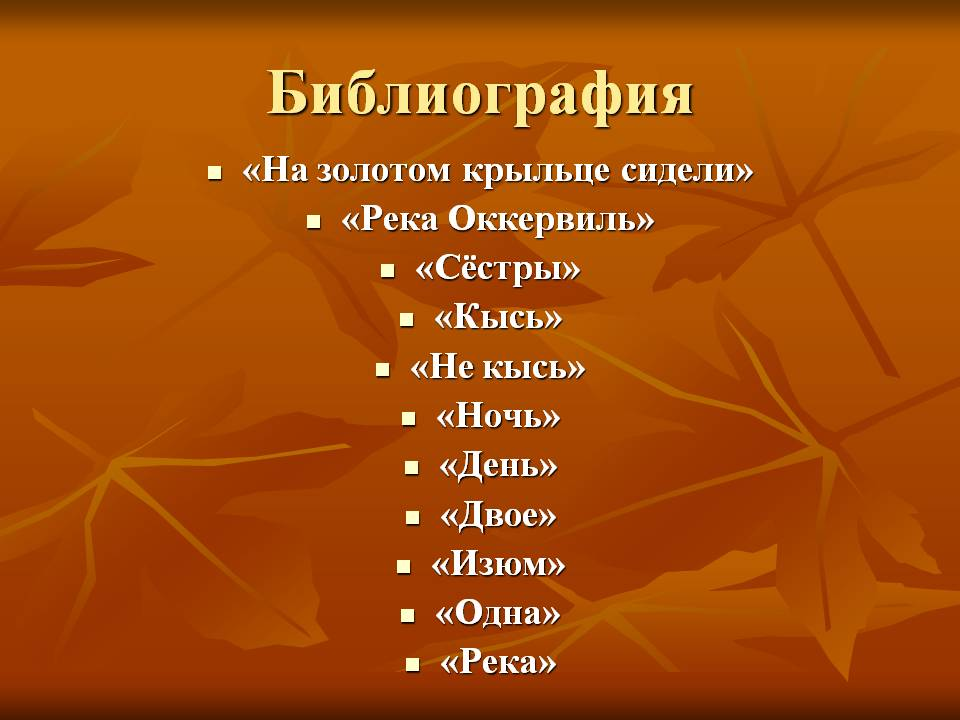 Библиография
«На золотом крыльце сидели»
«Река Оккервиль»
«Сёстры»
«Кысь»
«Не кысь»
«Ночь»
«День»
«Двое»
«Изюм»
«Одна»
«Река»